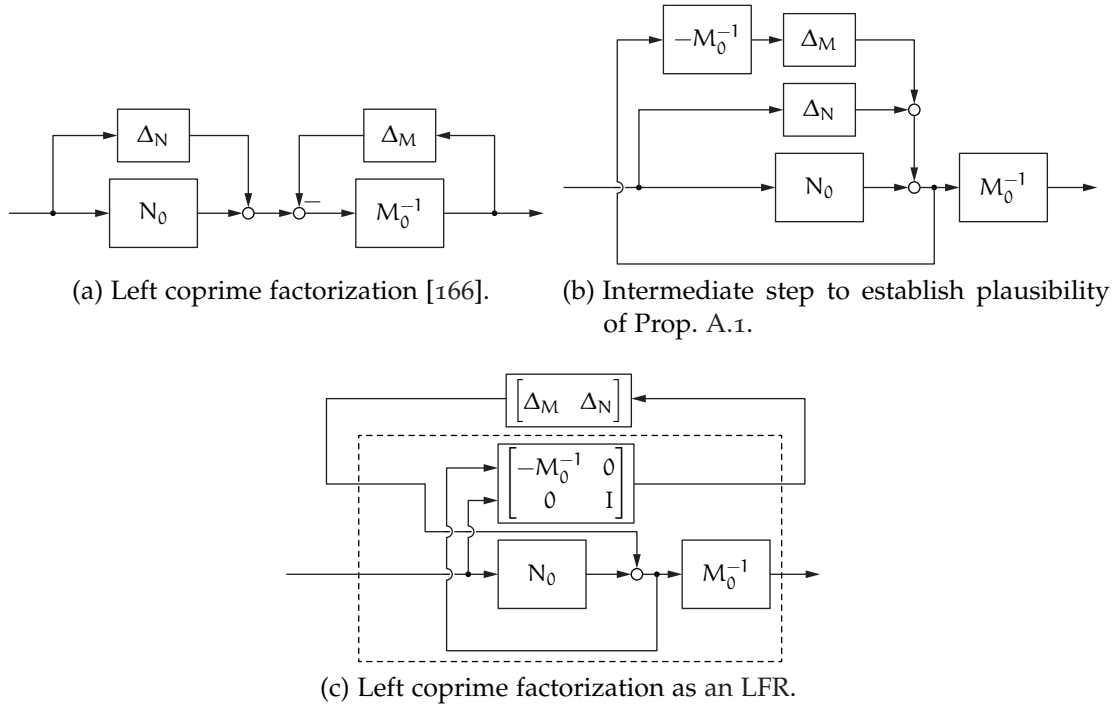 Δ_N
Δ_M
N_0
−
M_0^{-1}
(a) Left coprime factorization [166].
−M_0^{-1}
Δ_M
Δ_N
N_0
M_0^{-1}
(b) Intermediate step to establish plausibility
of Prop. A.1.
[Δ_M Δ_N]
[−M_0^{-1} 0
0 I]
N_0
M_0^{-1}
(c) Left coprime factorization as an LFR.